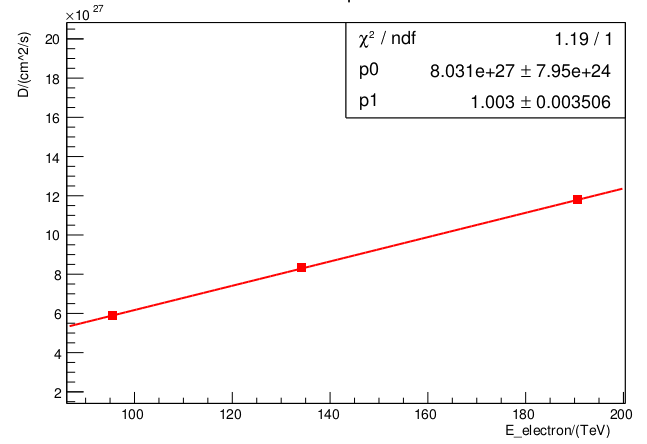 ×10 27
D/(cm^2/s)
20
18
16
14
12
10
8
6
4
2
χ² / ndf 1.19 / 1
p0 8.031e+27 ± 7.95e+24
p1 1.003 ± 0.003506
100 120 140 160 180 200
E_electron/(TeV)